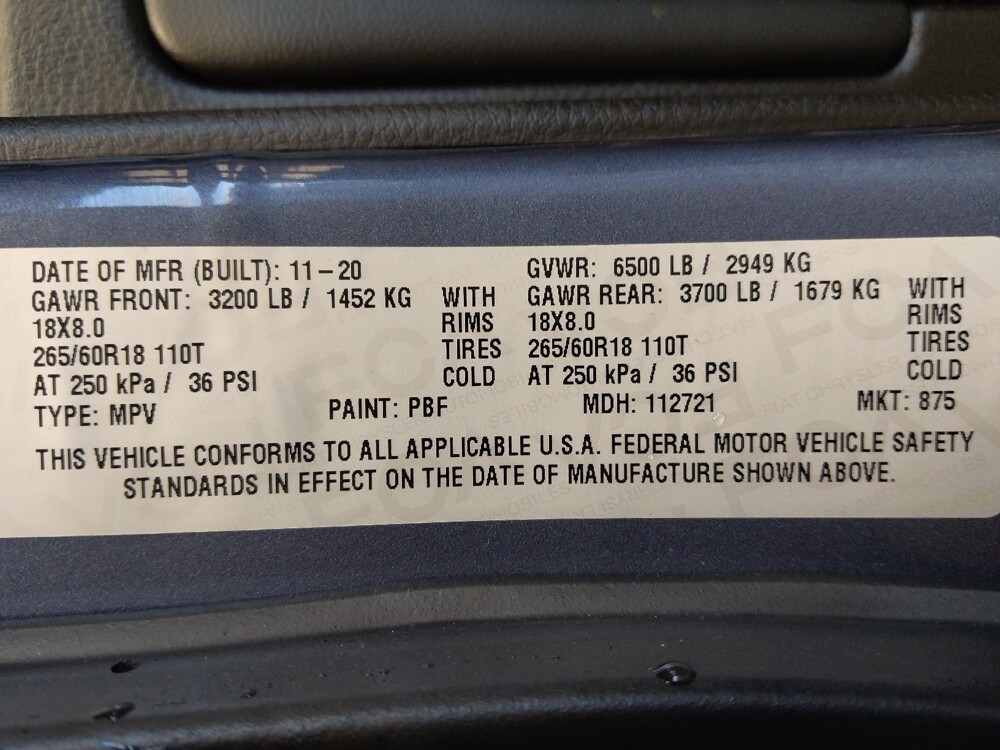 DATE OF MFR (BUILT): 11-20 GVWR: 6500 LB / 2949 KG
GAWR FRONT: 3200 LB / 1452 KG WITH GAWR REAR: 3700 LB / 1679 KG WITH
18X8.0 RIMS 18X8.0 RIMS
265/60R18 110T TIRES 265/60R18 110T TIRES
AT 250 kPa / 36 PSI COLD AT 250 kPa / 36 PSI COLD
TYPE: MPV PAINT: PBF MDH: 112721 MKT: 875
THIS VEHICLE CONFORMS TO ALL APPLICABLE U.S.A. FEDERAL MOTOR VEHICLE SAFETY
STANDARDS IN EFFECT ON THE DATE OF MANUFACTURE SHOWN ABOVE.